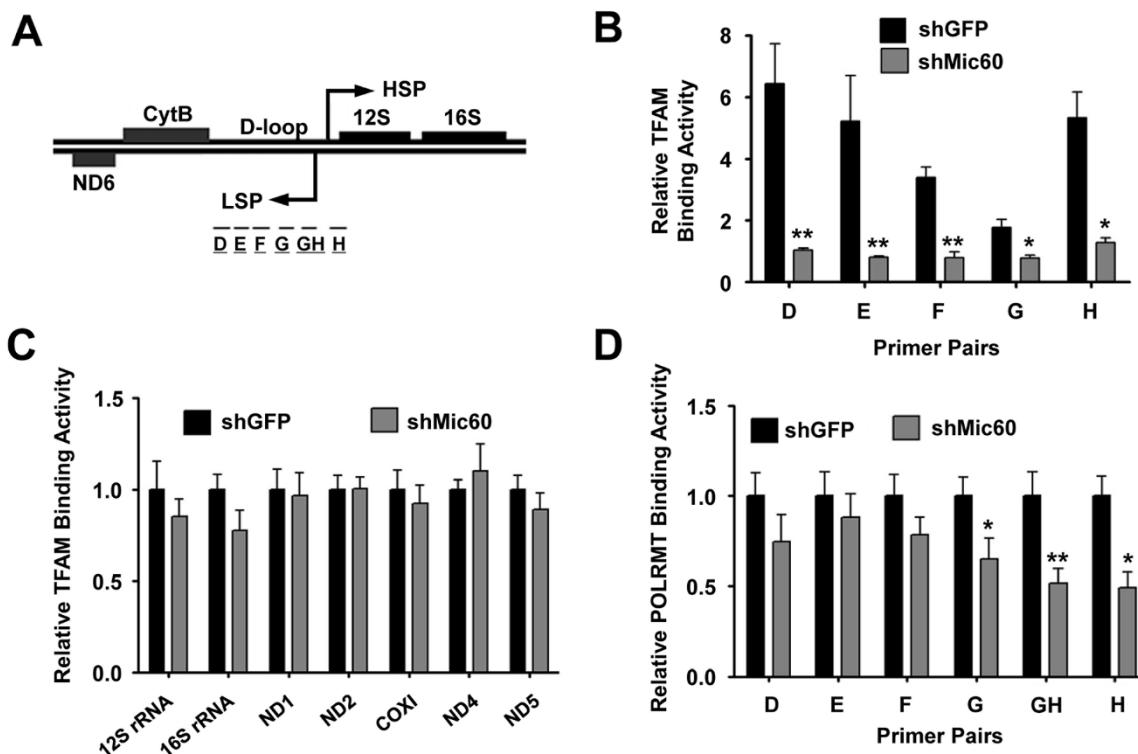 A
CytB
D-loop
HSP
12S
16S
ND6
LSP
D E F G GH H
B
Relative TFAM
Binding Activity
8
6
4
2
0
shGFP
shMic60
** ** ** * *
D E F G H
Primer Pairs
C
Relative TFAM Binding Activity
1.5
1.0
0.5
0.0
shGFP shMic60
12S rRNA 16S rRNA ND1 ND2 COXI ND4 ND5
D
Relative POLRMT Binding Activity
1.5
1.0
0.5
0.0
shGFP shMic60
* ** *
D E F G GH H
Primer Pairs